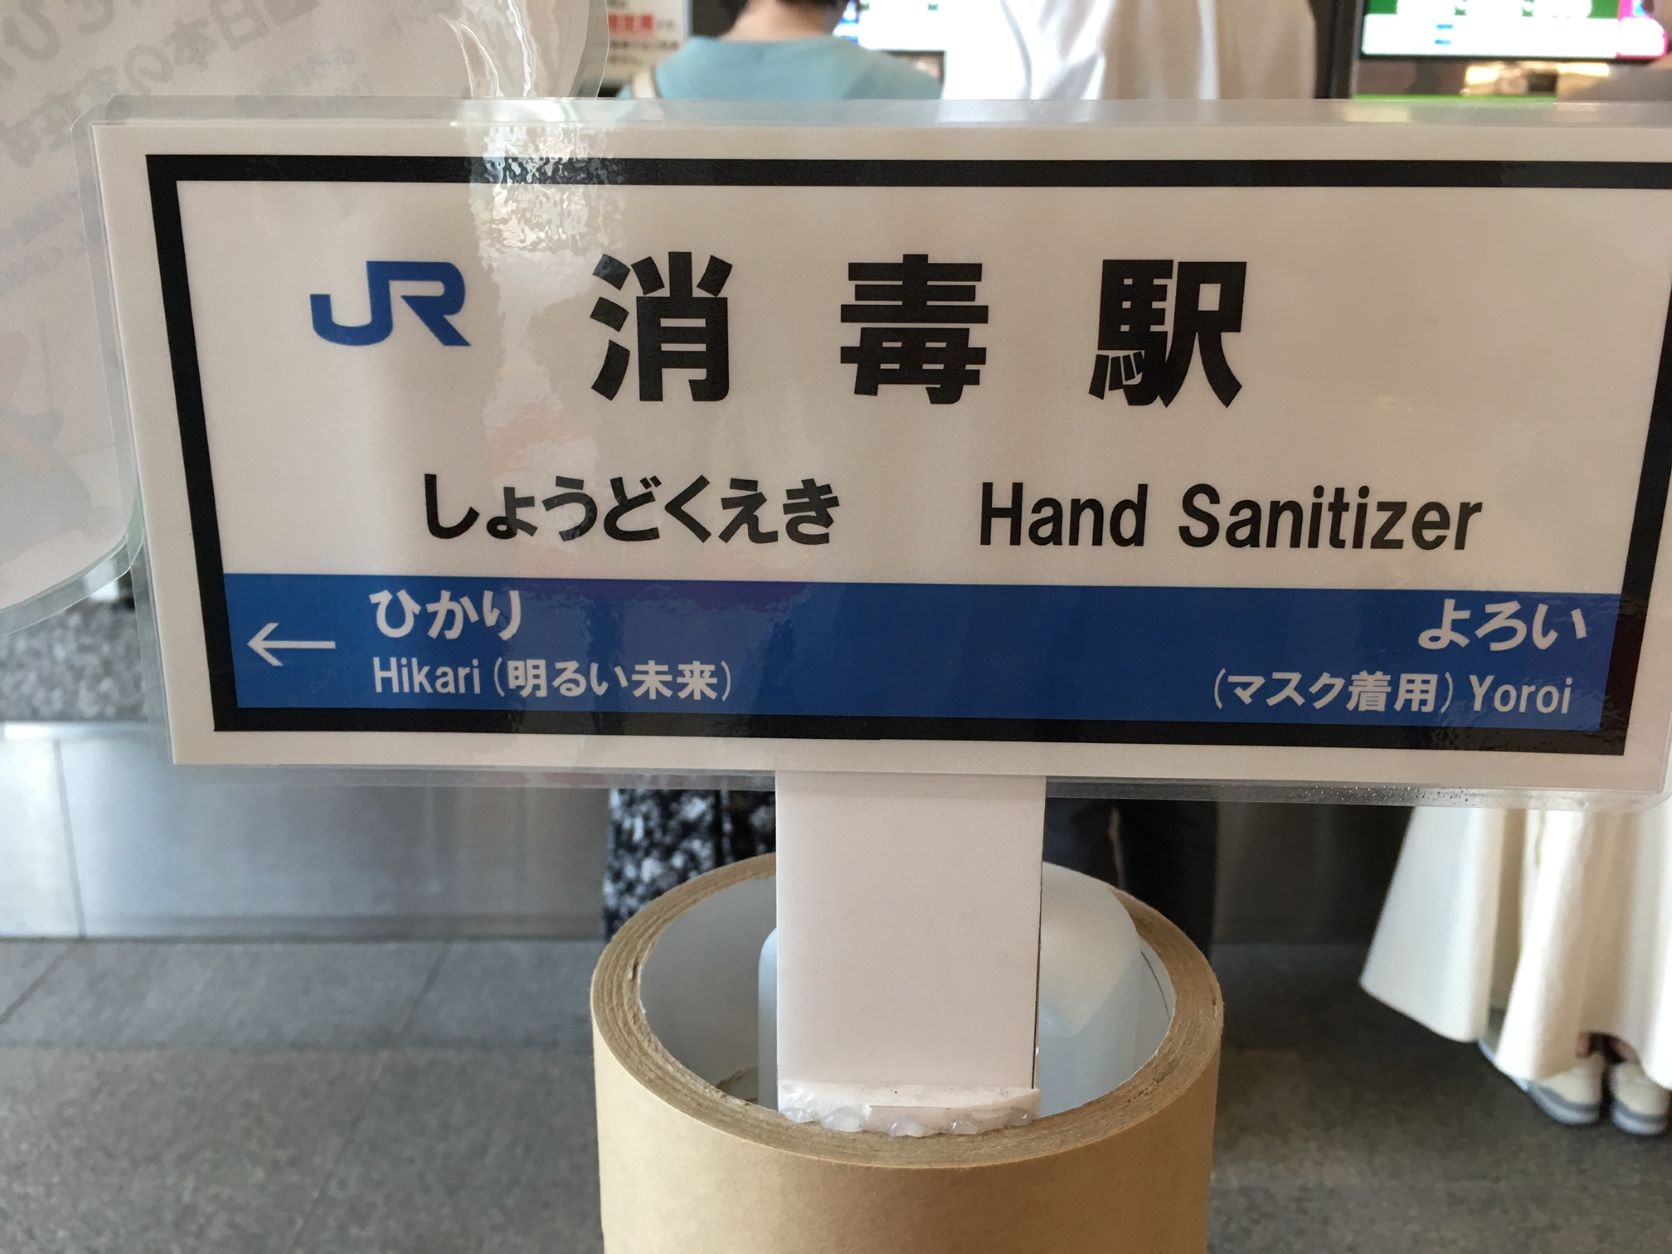 JR 消毒駅
しょうどくえき Hand Sanitizer
← ひかり よろい
Hikari (明るい未来) (マスク着用) Yoroi